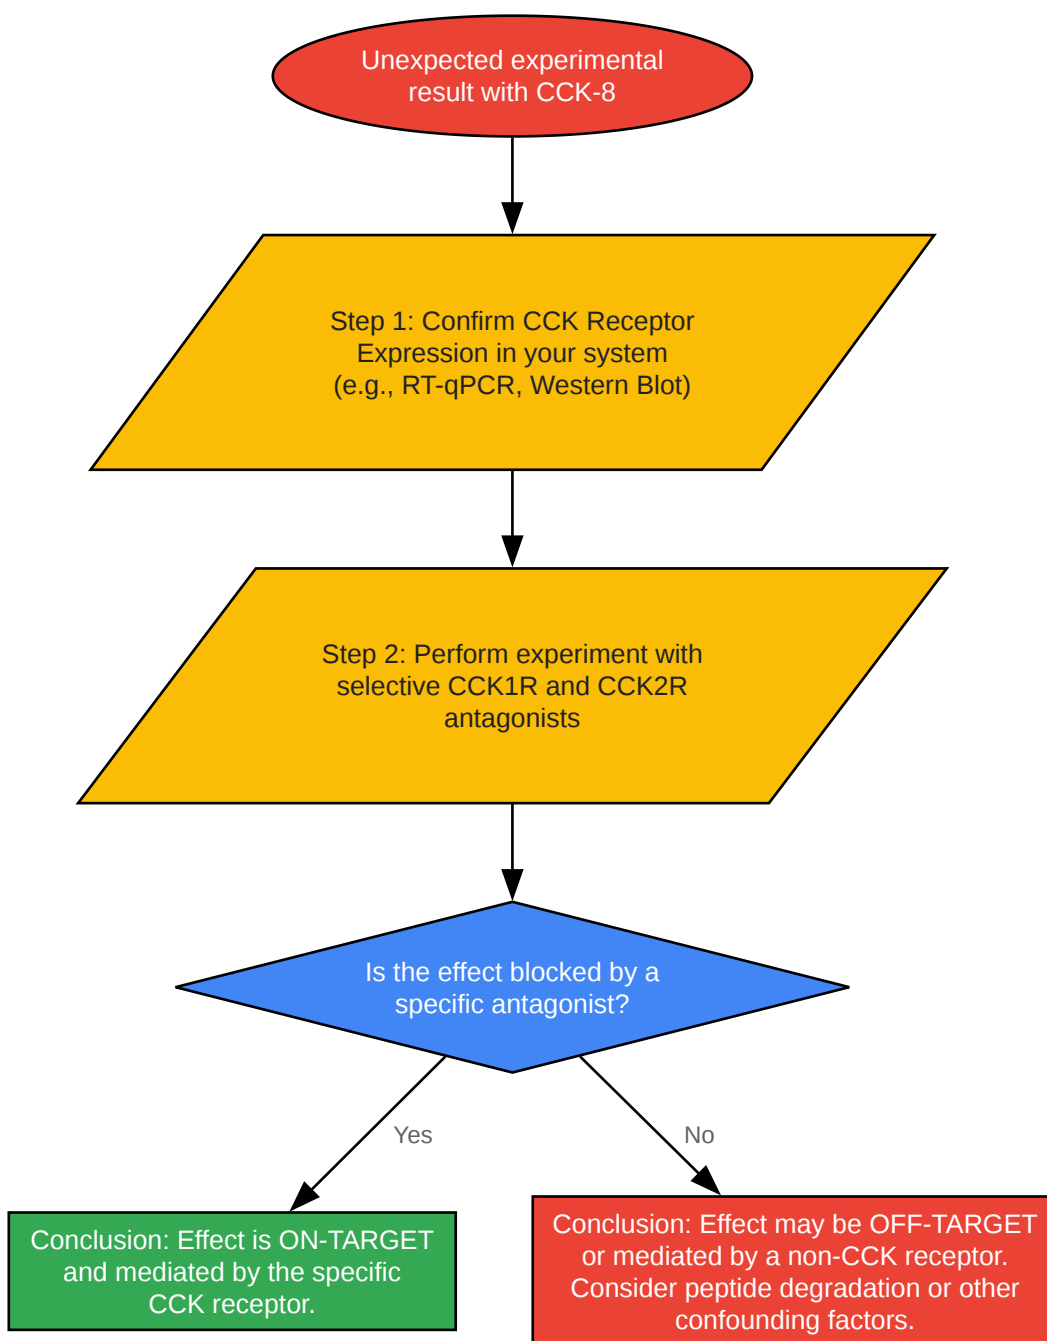 Unexpected experimental
result with CCK-8
Step 1: Confirm CCK Receptor
Expression in your system
(e.g., RT-qPCR, Western Blot)
Step 2: Perform experiment with
selective CCK1R and CCK2R
antagonists
Is the effect blocked by a
specific antagonist?
Yes
No
Conclusion: Effect is ON-TARGET
and mediated by the specific
CCK receptor.
Conclusion: Effect may be OFF-TARGET
or mediated by a non-CCK receptor.
Consider peptide degradation or other
confounding factors.